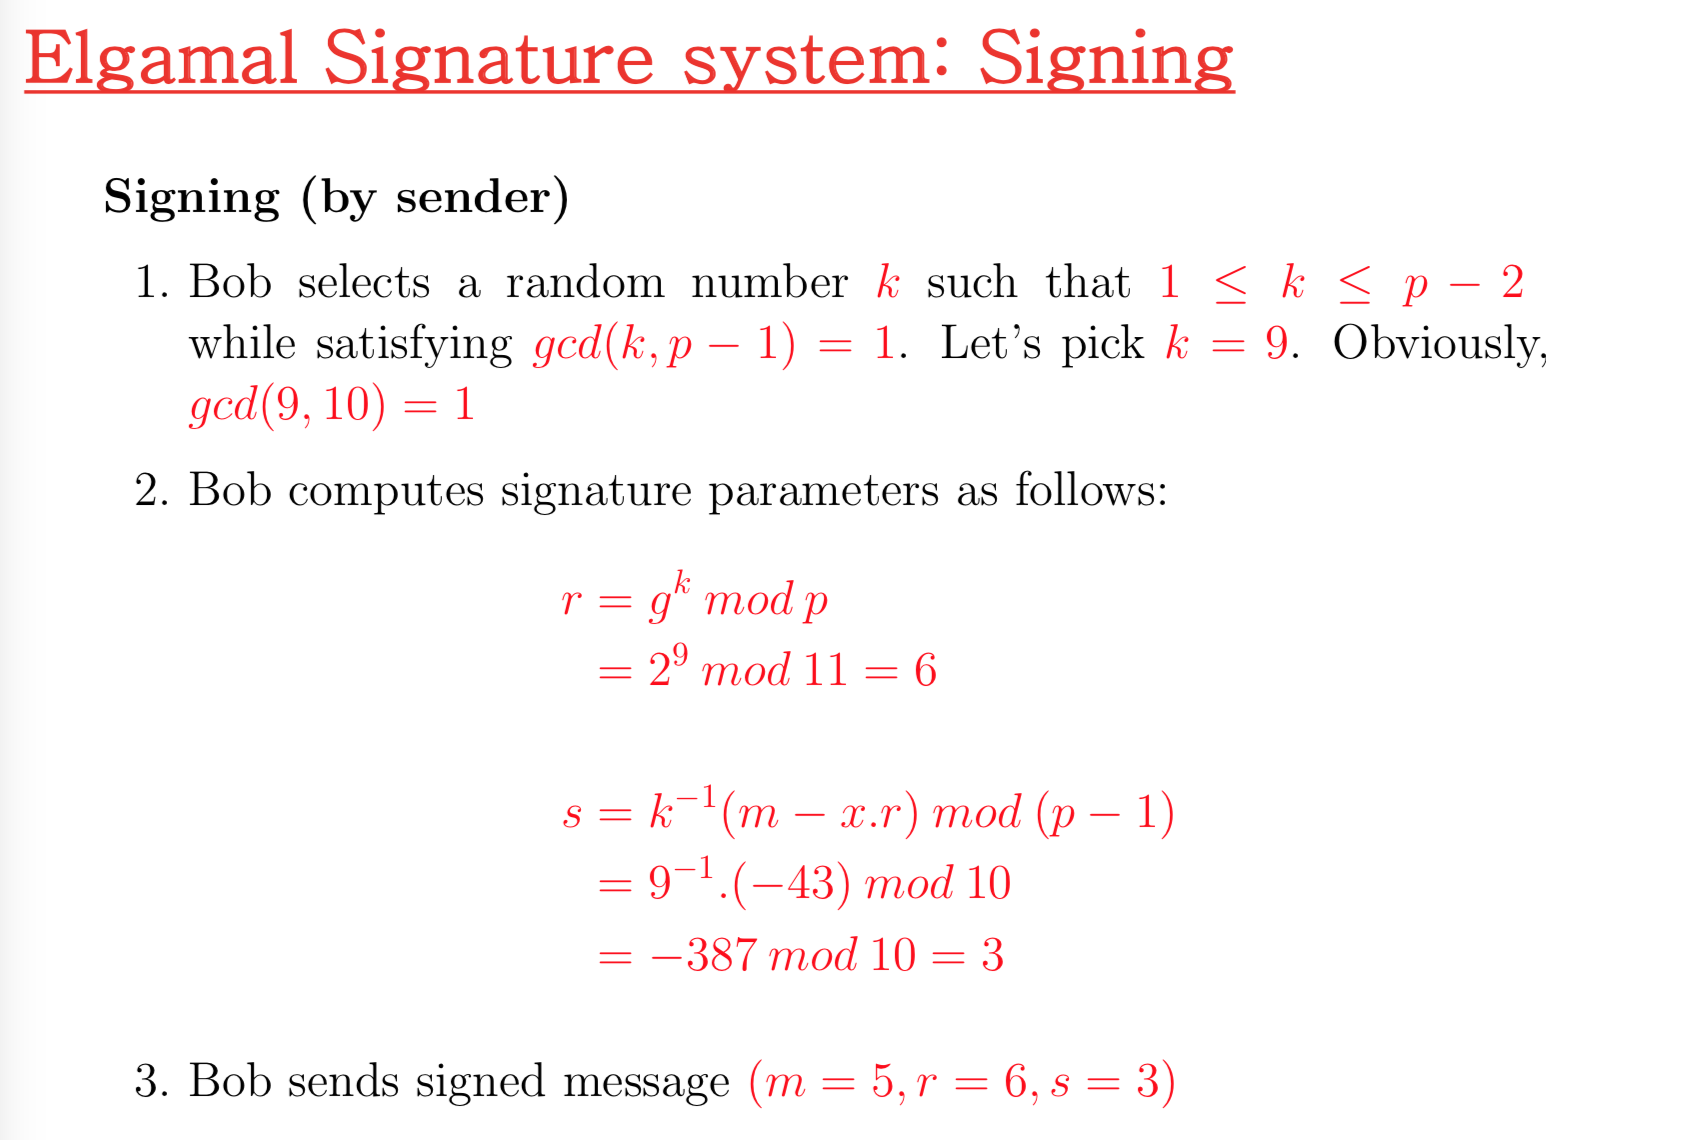 Elgamal Signature system: Signing
Signing (by sender)
1. Bob selects a random number k such that 1 ≤ k ≤ p − 2
while satisfying gcd(k, p − 1) = 1. Let's pick k = 9. Obviously,
gcd(9, 10) = 1
2. Bob computes signature parameters as follows:
r = g^k mod p
= 2^9 mod 11 = 6
s = k^−1(m − x.r) mod (p − 1)
= 9^−1.(−43) mod 10
= −387 mod 10 = 3
3. Bob sends signed message (m = 5, r = 6, s = 3)